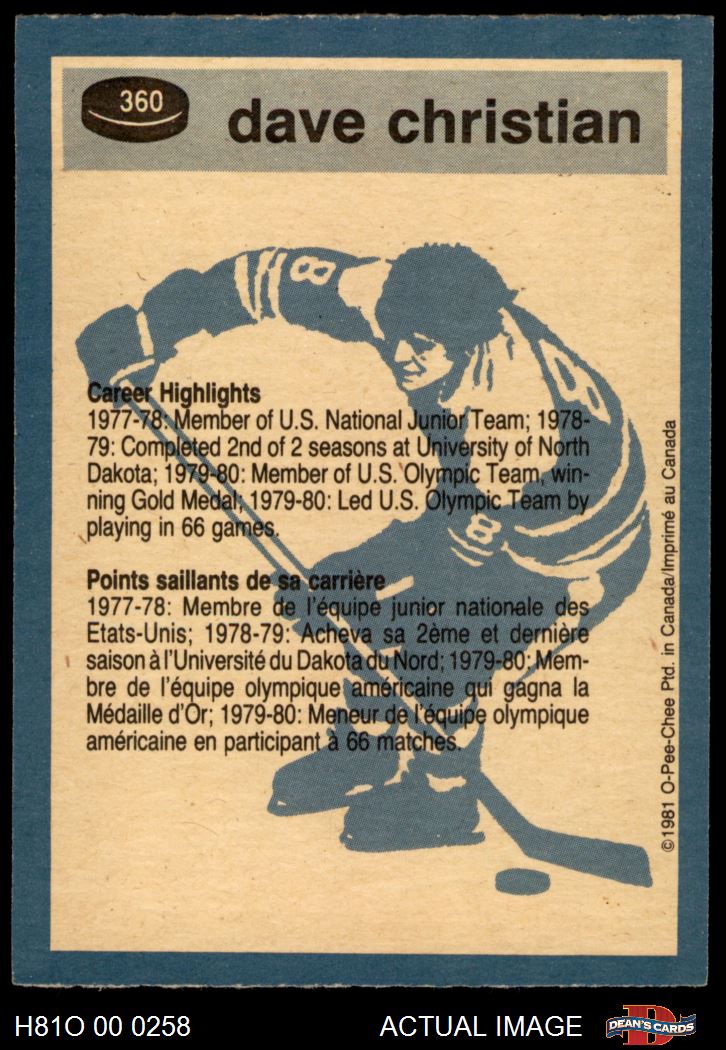 360
dave christian
8
8
Career Highlights
1977-78: Member of U.S. National Junior Team; 1978-
79: Completed 2nd of 2 seasons at University of North
Dakota; 1979-80: Member of U.S. Olympic Team, win-
ning Gold Medal; 1979-80: Led U.S. Olympic Team by
playing in 66 games.
8
Points saillants de sa carrière
1977-78: Membre de l'équipe junior nationale des
Etats-Unis; 1978-79: Acheva sa 2ème et dernière
saison à l'Université du Dakota du Nord; 1979-80: Mem-
bre de l'équipe olympique américaine qui gagna la
Médaille d'Or; 1979-80: Meneur de l'équipe olympique
américaine en participant à 66 matches.
©1981 O-Pee-Chee Ptd. in Canada/Imprimé au Canada
H81O 00 0258
ACTUAL IMAGE
D
DEAN'S CARDS